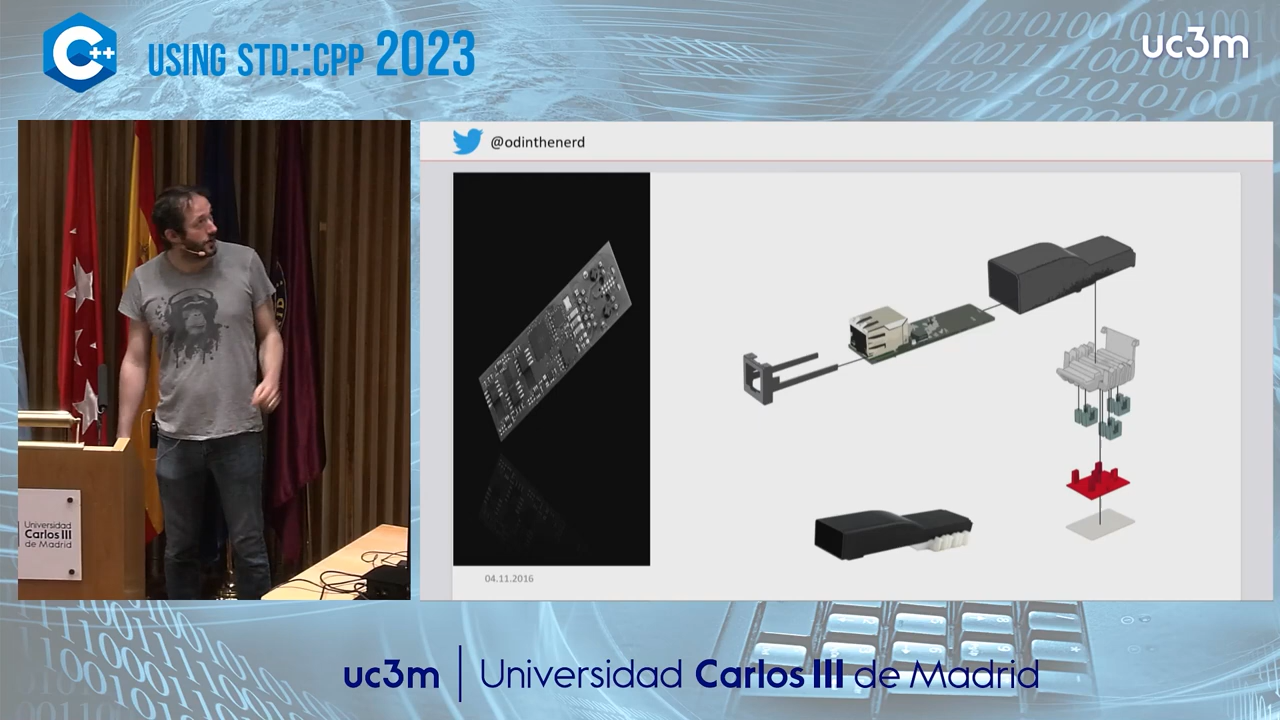 C++
USING STD::CPP 2023
uc3m
@odinthenerd
Universidad
Carlos III
de Madrid
04.11.2016
uc3m | Universidad Carlos III de Madrid